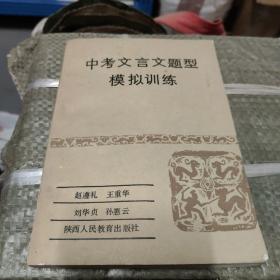 中考文言文题型
模拟训练
赵遵礼 王重华
刘华贞 孙惠云
陕西人民教育出版社